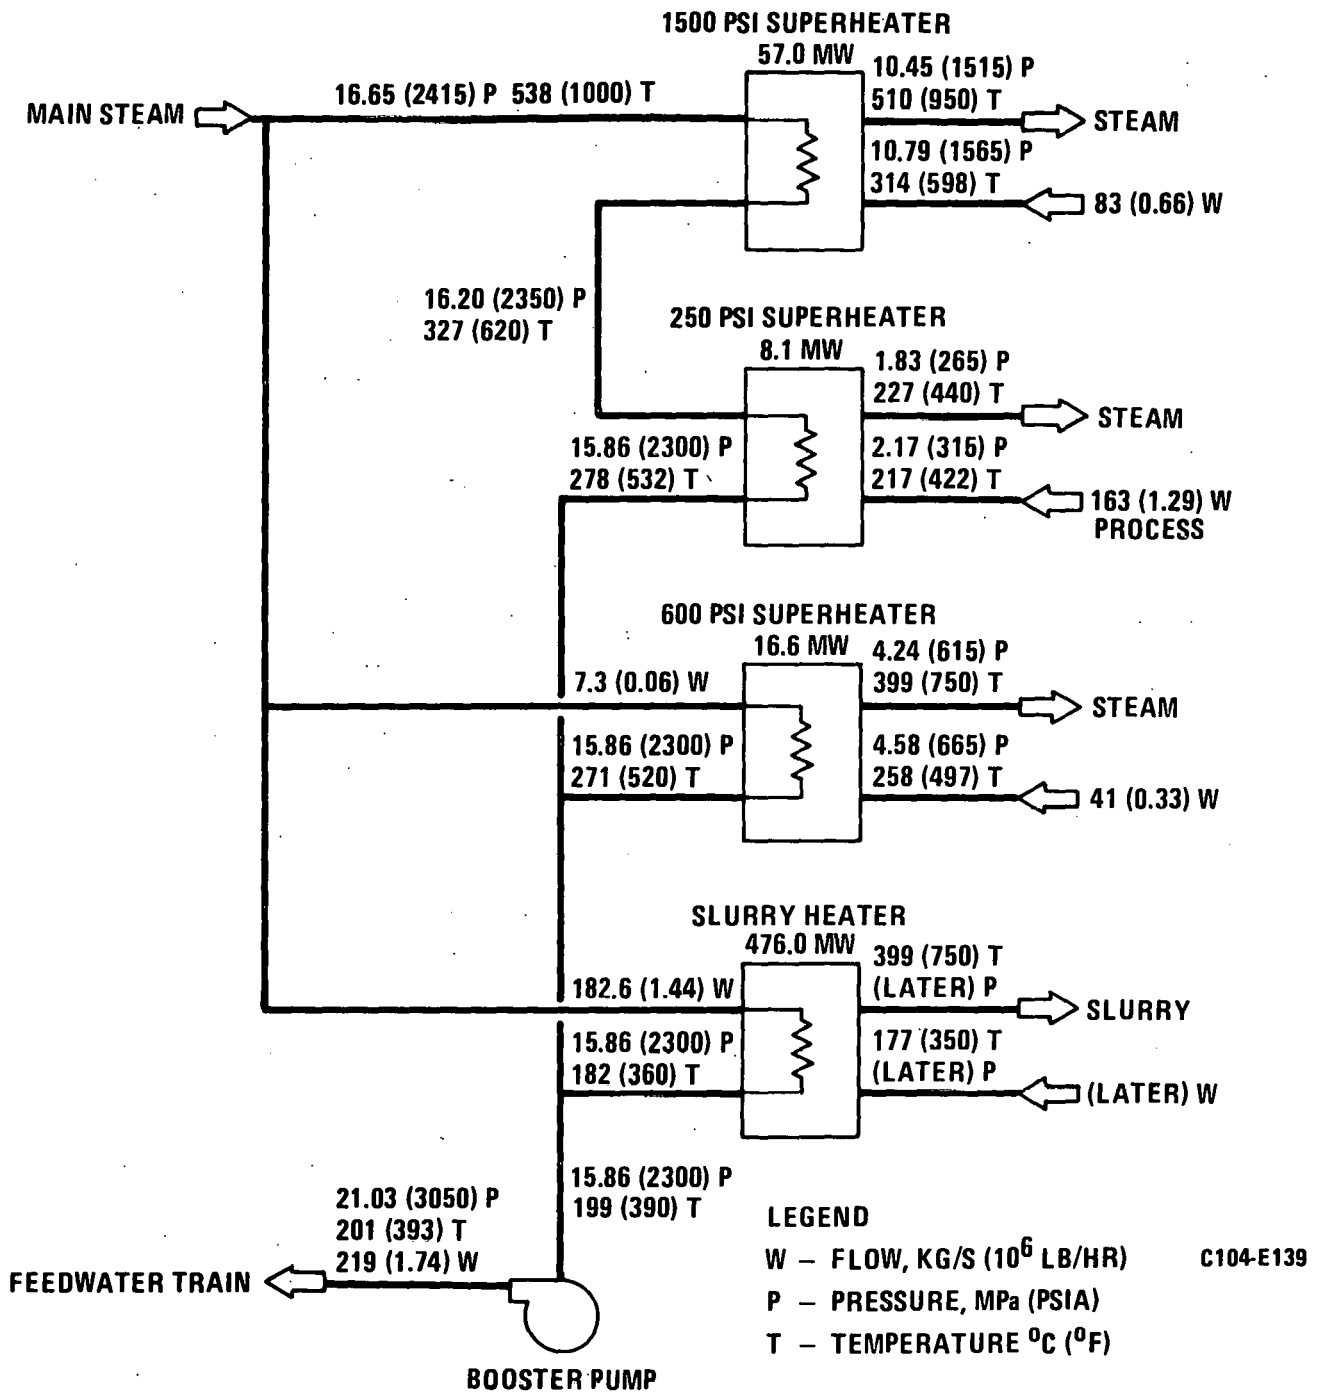 1500 PSI SUPERHEATER
57.0 MW
MAIN STEAM
16.65 (2415) P 538 (1000) T
10.45 (1515) P
510 (950) T
STEAM
10.79 (1565) P
314 (598) T
83 (0.66) W
16.20 (2350) P
327 (620) T
250 PSI SUPERHEATER
8.1 MW
1.83 (265) P
227 (440) T
STEAM
15.86 (2300) P
278 (532) T
2.17 (315) P
217 (422) T
163 (1.29) W
PROCESS
600 PSI SUPERHEATER
16.6 MW
4.24 (615) P
399 (750) T
STEAM
7.3 (0.06) W
15.86 (2300) P
271 (520) T
4.58 (665) P
258 (497) T
41 (0.33) W
SLURRY HEATER
476.0 MW
399 (750) T
(LATER) P
SLURRY
182.6 (1.44) W
15.86 (2300) P
182 (360) T
177 (350) T
(LATER) P
(LATER) W
15.86 (2300) P
199 (390) T
21.03 (3050) P
201 (393) T
219 (1.74) W
FEEDWATER TRAIN
BOOSTER PUMP
LEGEND
W – FLOW, KG/S (10⁶ LB/HR)
P – PRESSURE, MPa (PSIA)
T – TEMPERATURE ºC (ºF)
C104-E139